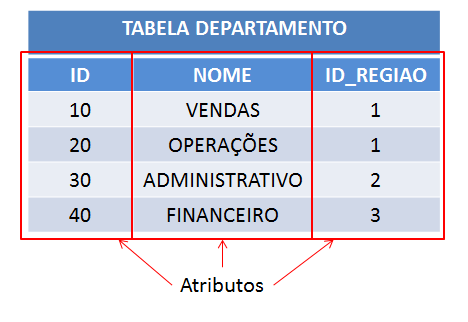 TABELA DEPARTAMENTO
ID NOME ID_REGIAO
10 VENDAS 1
20 OPERAÇÕES 1
30 ADMINISTRATIVO 2
40 FINANCEIRO 3
Atributos